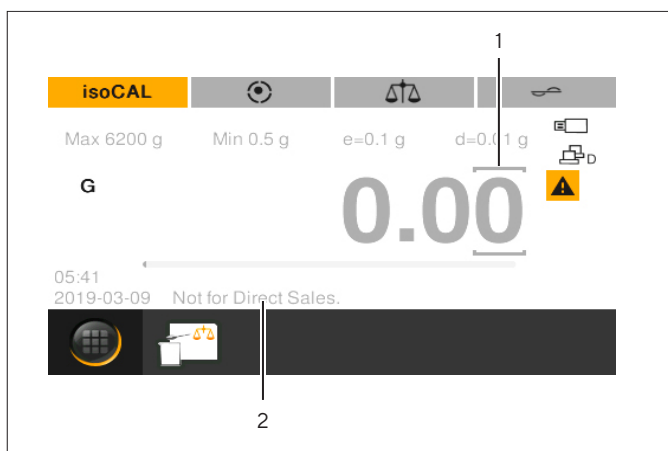 1
isoCAL
Max 6200 g Min 0.5 g e=0.1 g d=0.01 g
D
G 0.00
05:41
2019-03-09 Not for Direct Sales.
2